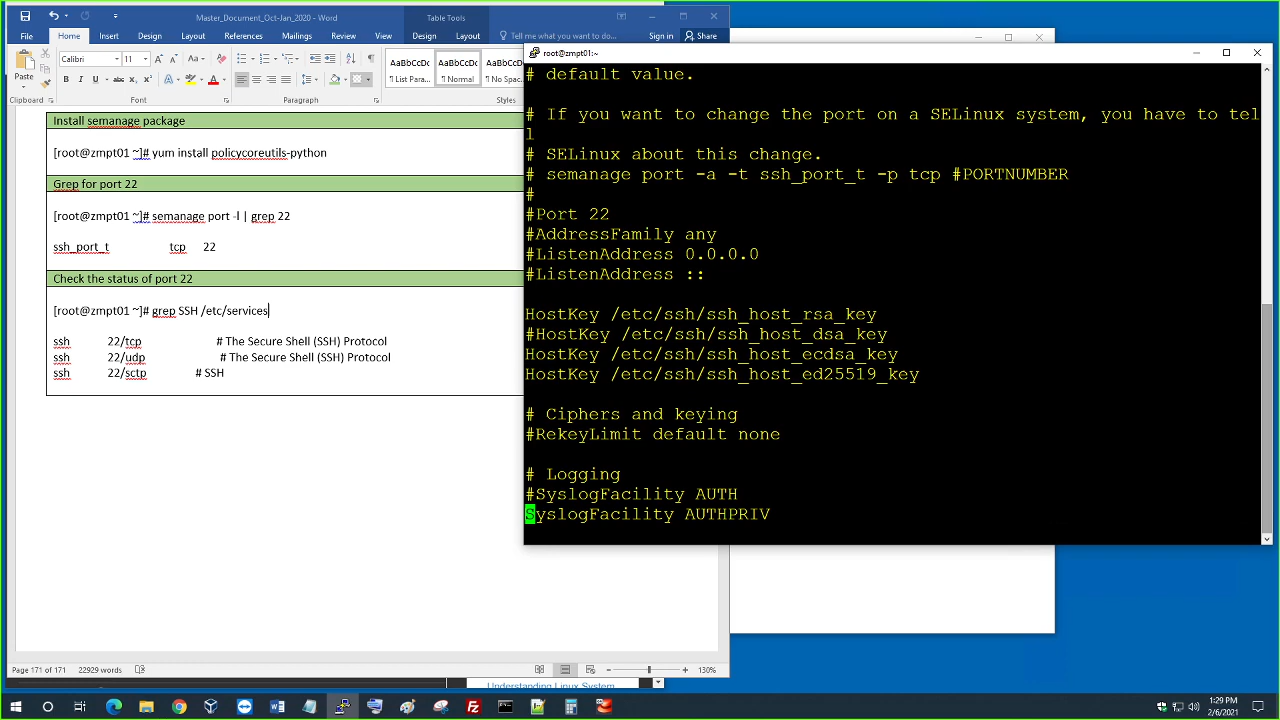 Master_Document_Oct-Jan_2020 - Word
Table Tools
File
Home
Insert
Design
Layout
References
Mailings
Review
View
Design
Layout
Tell me what you want to do...
Sign in
Share
Paste
Calibri
11
AaBbCcDc
AaBbCcDc
AaBbCc
¶ List Para...
¶ Normal
Clipboard
Font
Paragraph
Styles
Install semanage package
[root@zmpt01 ~]# yum install policycoreutils-python
Grep for port 22
[root@zmpt01 ~]# semanage port -l | grep 22
ssh_port_t tcp 22
Check the status of port 22
[root@zmpt01 ~]# grep SSH /etc/services
ssh 22/tcp # The Secure Shell (SSH) Protocol
ssh 22/udp # The Secure Shell (SSH) Protocol
ssh 22/sctp # SSH
Page 171 of 171
22929 words
130%
Understanding Linux System
root@zmpt01:~
# default value.
# If you want to change the port on a SELinux system, you have to tel
l
# SELinux about this change.
# semanage port -a -t ssh_port_t -p tcp #PORTNUMBER
#
#Port 22
#AddressFamily any
#ListenAddress 0.0.0.0
#ListenAddress ::
HostKey /etc/ssh/ssh_host_rsa_key
#HostKey /etc/ssh/ssh_host_dsa_key
HostKey /etc/ssh/ssh_host_ecdsa_key
HostKey /etc/ssh/ssh_host_ed25519_key
# Ciphers and keying
#RekeyLimit default none
# Logging
#SyslogFacility AUTH
SyslogFacility AUTHPRIV
1:29 PM
2/6/2021